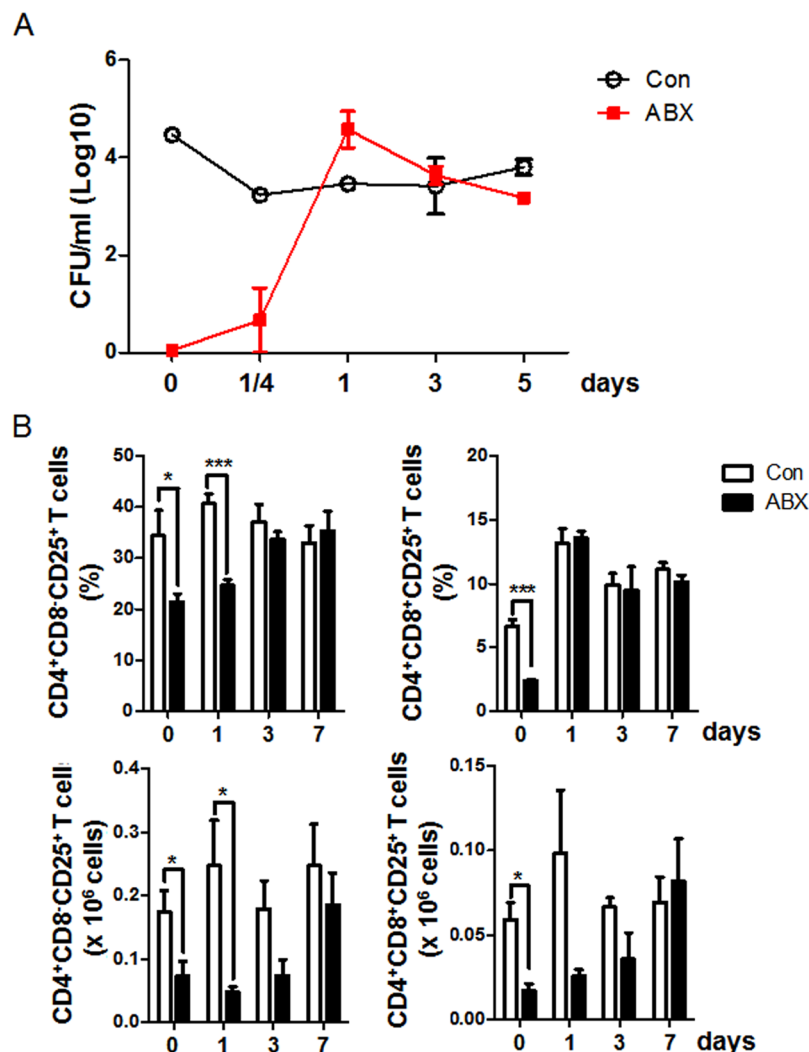 A
6
4
2
0
CFU/ml (Log10)
0 1/4 1 3 5 days
Con
ABX
B
CD4⁺CD8⁻CD25⁺ T cells
(%)
50
40
30
20
10
0
* ***
0 1 3 7
CD4⁺CD8⁺CD25⁺ T cells
(%)
20
15
10
5
0
***
0 1 3 7 days
Con
ABX
CD4⁺CD8⁻CD25⁺ T cell
(x 10⁶ cells)
0.4
0.3
0.2
0.1
0.0
* *
0 1 3 7
CD4⁺CD8⁺CD25⁺ T cells
(x 10⁶ cells)
0.15
0.10
0.05
0.00
*
0 1 3 7 days